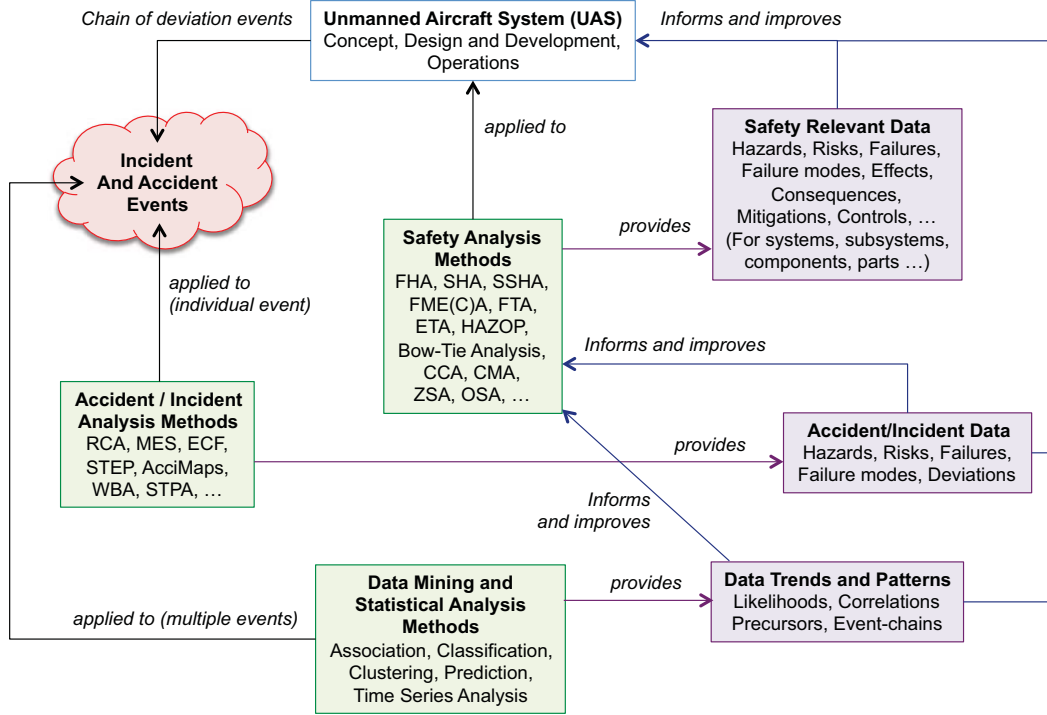 Chain of deviation events
Unmanned Aircraft System (UAS)
Concept, Design and Development,
Operations
Informs and improves
applied to
Incident
And Accident
Events
Safety Relevant Data
Hazards, Risks, Failures,
Failure modes, Effects,
Consequences,
Mitigations, Controls, …
(For systems, subsystems,
components, parts …)
provides
Safety Analysis
Methods
FHA, SHA, SSHA,
FME(C)A, FTA,
ETA, HAZOP,
Bow-Tie Analysis,
CCA, CMA,
ZSA, OSA, …
applied to
(individual event)
Informs and improves
Accident / Incident
Analysis Methods
RCA, MES, ECF,
STEP, AcciMaps,
WBA, STPA, …
provides
Accident/Incident Data
Hazards, Risks, Failures,
Failure modes, Deviations
Informs
and improves
Data Mining and
Statistical Analysis
Methods
Association, Classification,
Clustering, Prediction,
Time Series Analysis
provides
Data Trends and Patterns
Likelihoods, Correlations
Precursors, Event-chains
applied to (multiple events)